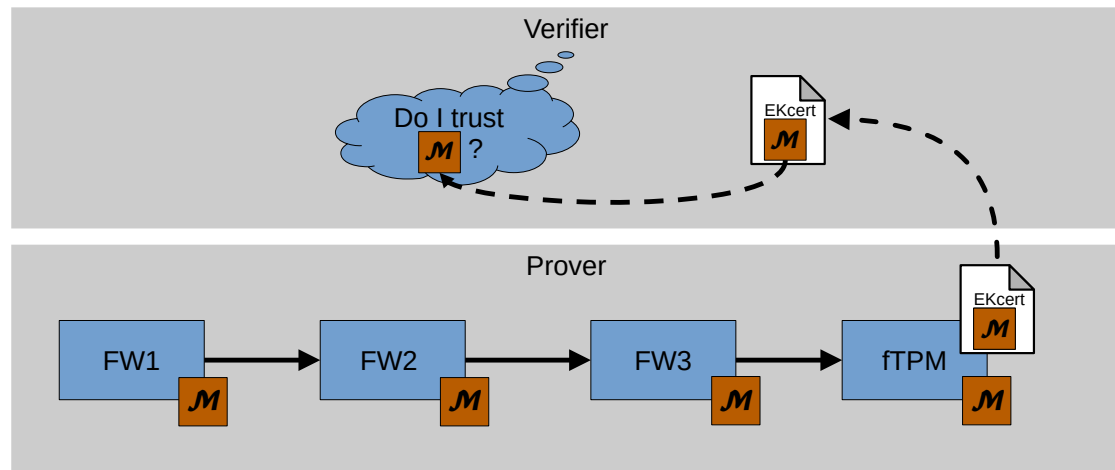 Verifier
Do I trust
ℳ ?
EKcert
ℳ
Prover
EKcert
ℳ
FW1
FW2
FW3
fTPM
ℳ
ℳ
ℳ
ℳ